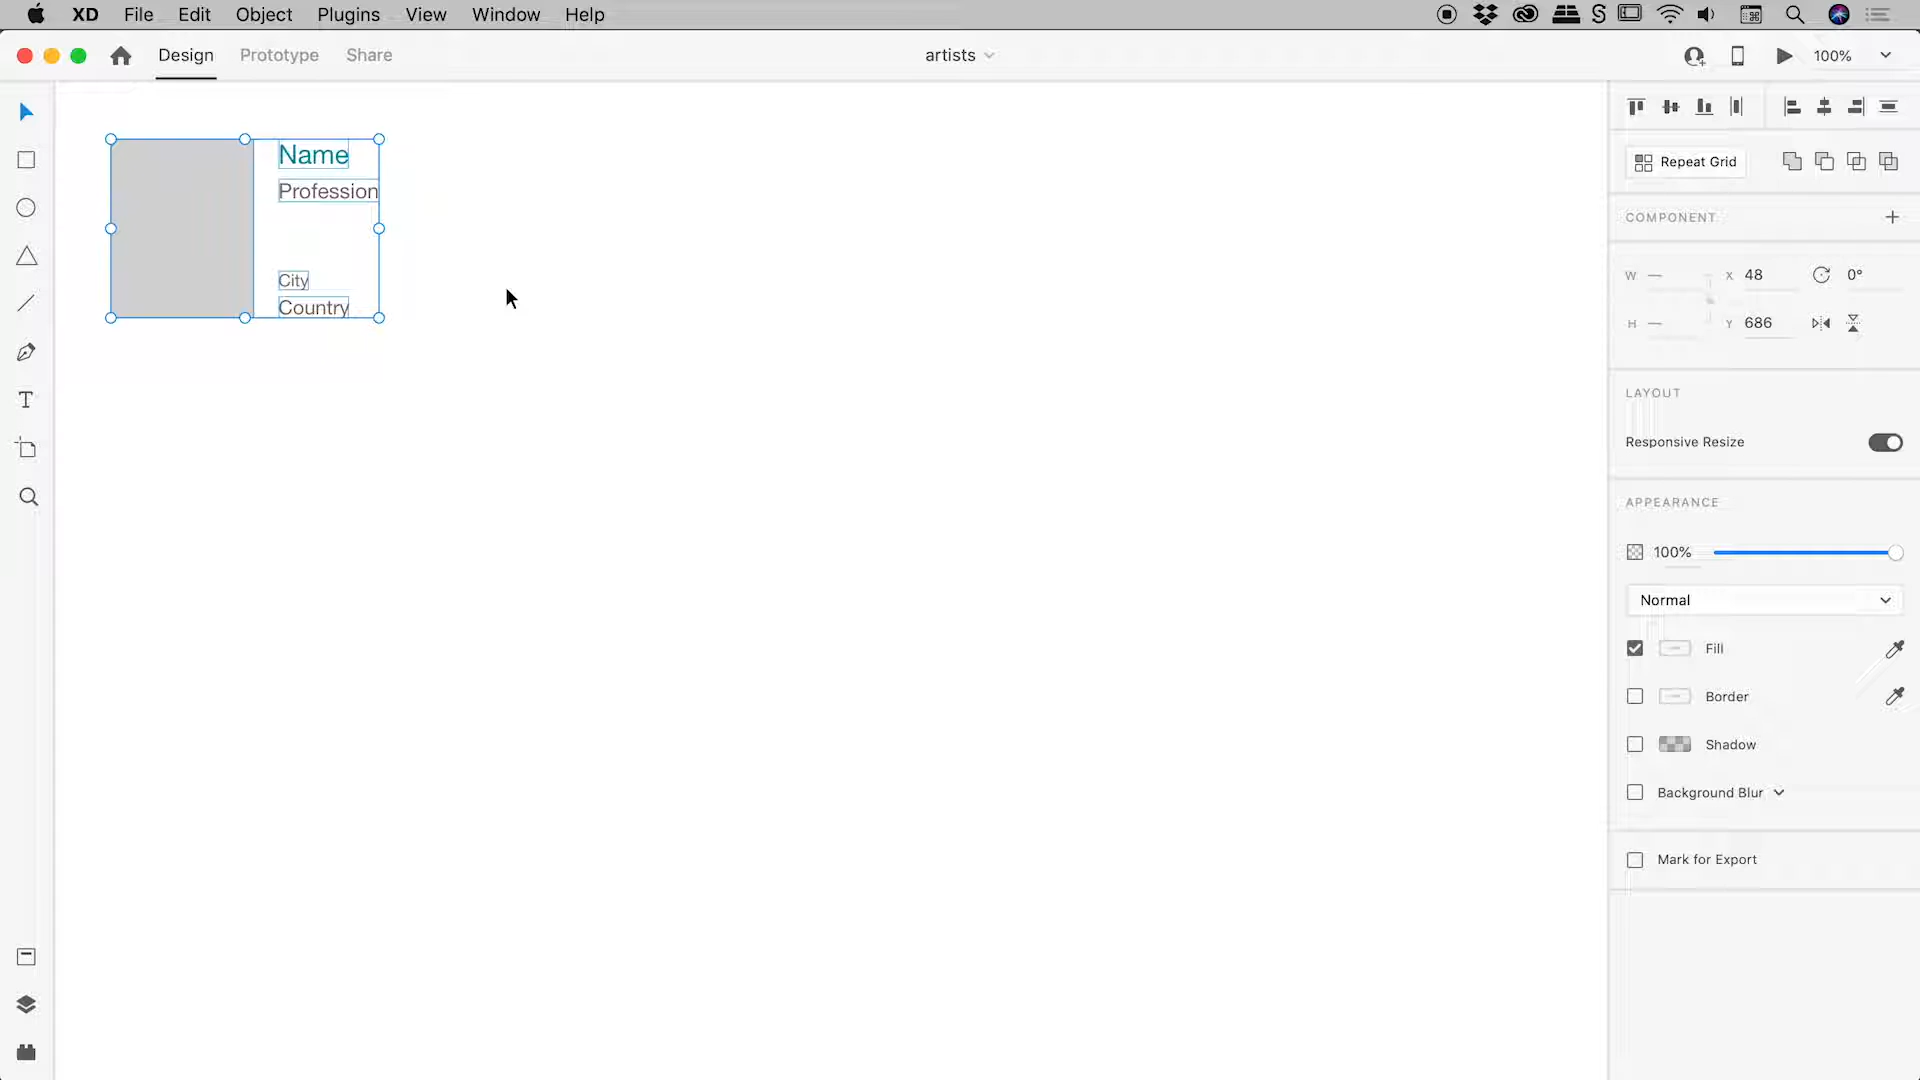 XD File Edit Object Plugins View Window Help
Design Prototype Share
artists
100%
Name
Profession
City
Country
Repeat Grid
COMPONENT
W X 48 0°
H Y 686
LAYOUT
Responsive Resize
APPEARANCE
100%
Normal
Fill
Border
Shadow
Background Blur
Mark for Export